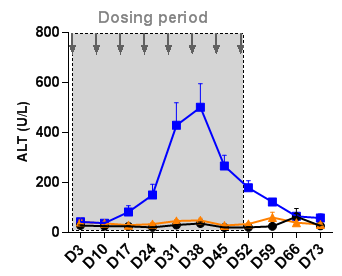 Dosing period
800
600
400
200
0
ALT (U/L)
D3
D10
D17
D24
D31
D38
D45
D52
D59
D66
D73